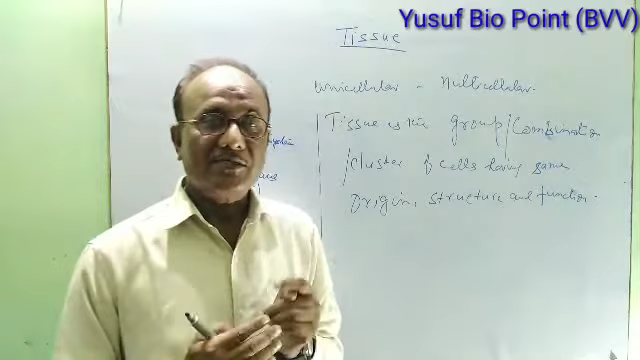 Yusuf Bio Point (BVV)
Tissue
Unicellular - Multicellular.
Tissue is the group/Combination
/cluster of cells having same
Origin, structure and function.